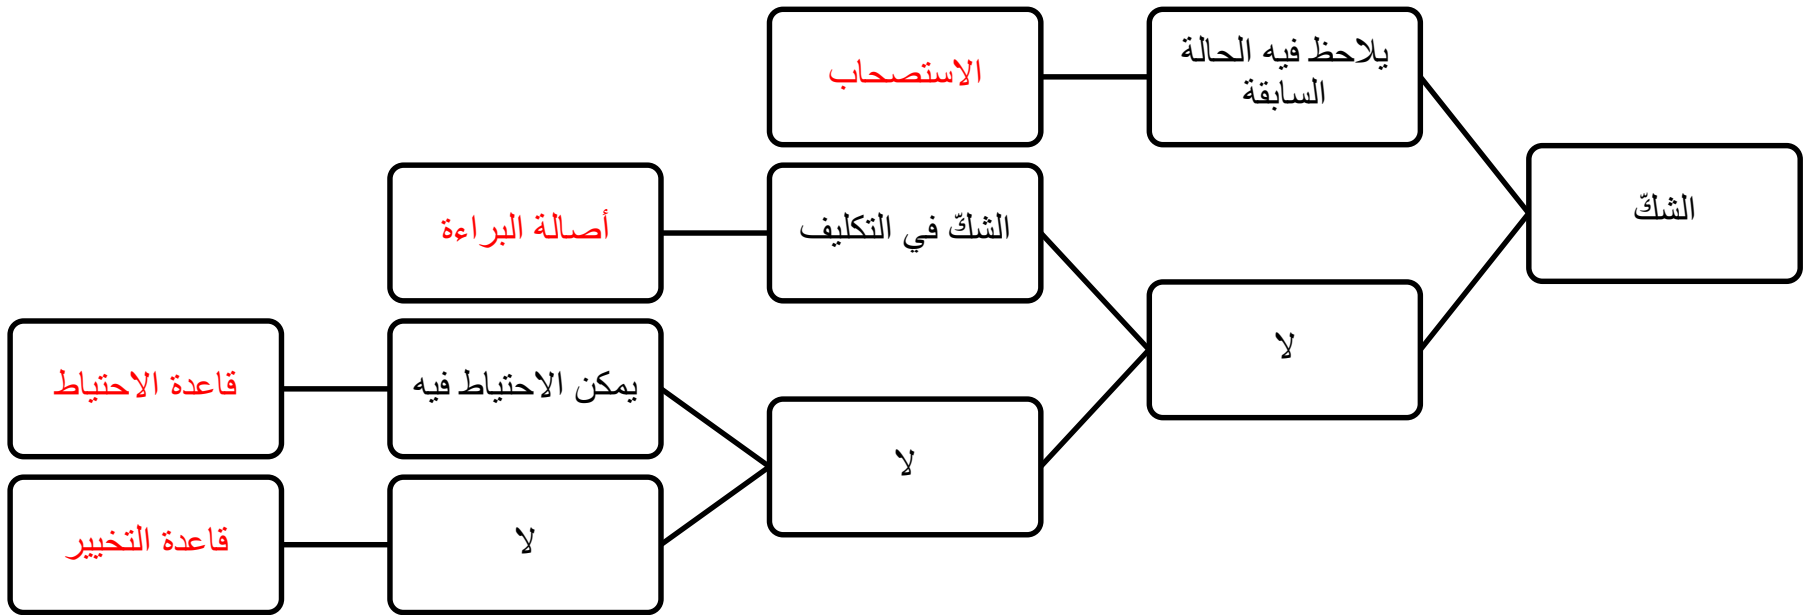 الشكّ
يلاحظ فيه الحالة
السابقة
الاستصحاب
لا
الشكّ في التكليف
أصالة البراءة
لا
يمكن الاحتياط فيه
قاعدة الاحتياط
لا
قاعدة التخيير